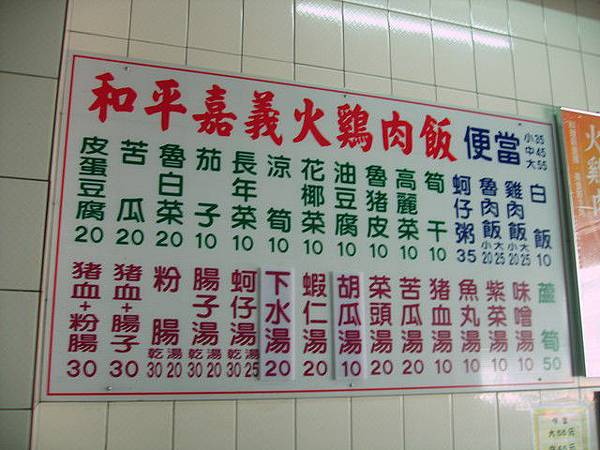 和平嘉義火鷄肉飯 便當 小35
中45
大55
白飯 10
雞肉飯 小20 大25
魯肉飯 小20 大25
蚵仔粥 35
筍干 10
高麗菜 10
魯豬皮 10
油豆腐 10
花椰菜 10
涼筍 10
長年菜 10
茄子 10
魯白菜 20
苦瓜 20
皮蛋豆腐 20
蘆筍 50
味噌湯 10
紫菜湯 10
魚丸湯 10
豬血湯 10
苦瓜湯 20
菜頭湯 20
胡瓜湯 10
蝦仁湯 20
下水湯 20
蚵仔湯 乾30 湯25
腸子湯 乾30 湯20
粉腸 乾30 湯20
豬血+腸子 30
豬血+粉腸 30
火雞肉